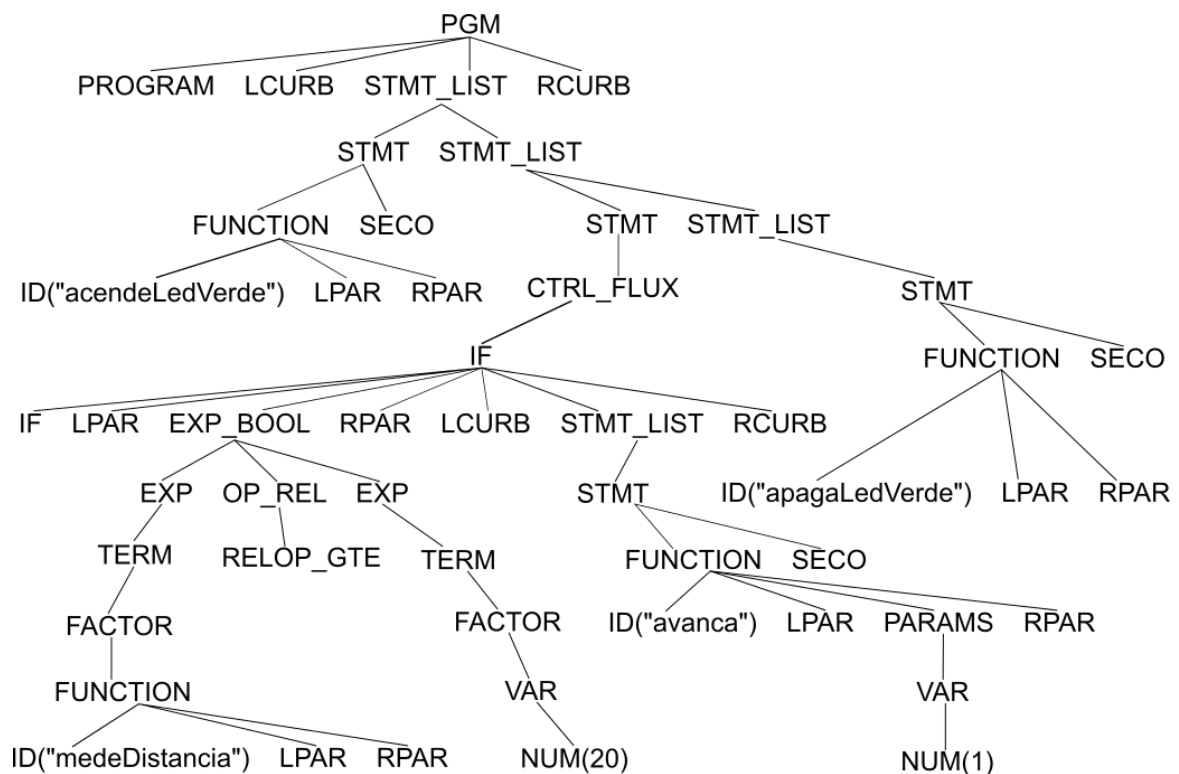 PGM
PROGRAM LCURB STMT_LIST RCURB
STMT STMT_LIST
FUNCTION SECO STMT STMT_LIST
ID("acendeLedVerde") LPAR RPAR CTRL_FLUX STMT
IF FUNCTION SECO
IF LPAR EXP_BOOL RPAR LCURB STMT_LIST RCURB
EXP OP_REL EXP STMT ID("apagaLedVerde") LPAR RPAR
TERM RELOP_GTE TERM FUNCTION SECO
FACTOR FACTOR ID("avanca") LPAR PARAMS RPAR
FUNCTION VAR VAR
ID("medeDistancia") LPAR RPAR NUM(20) NUM(1)